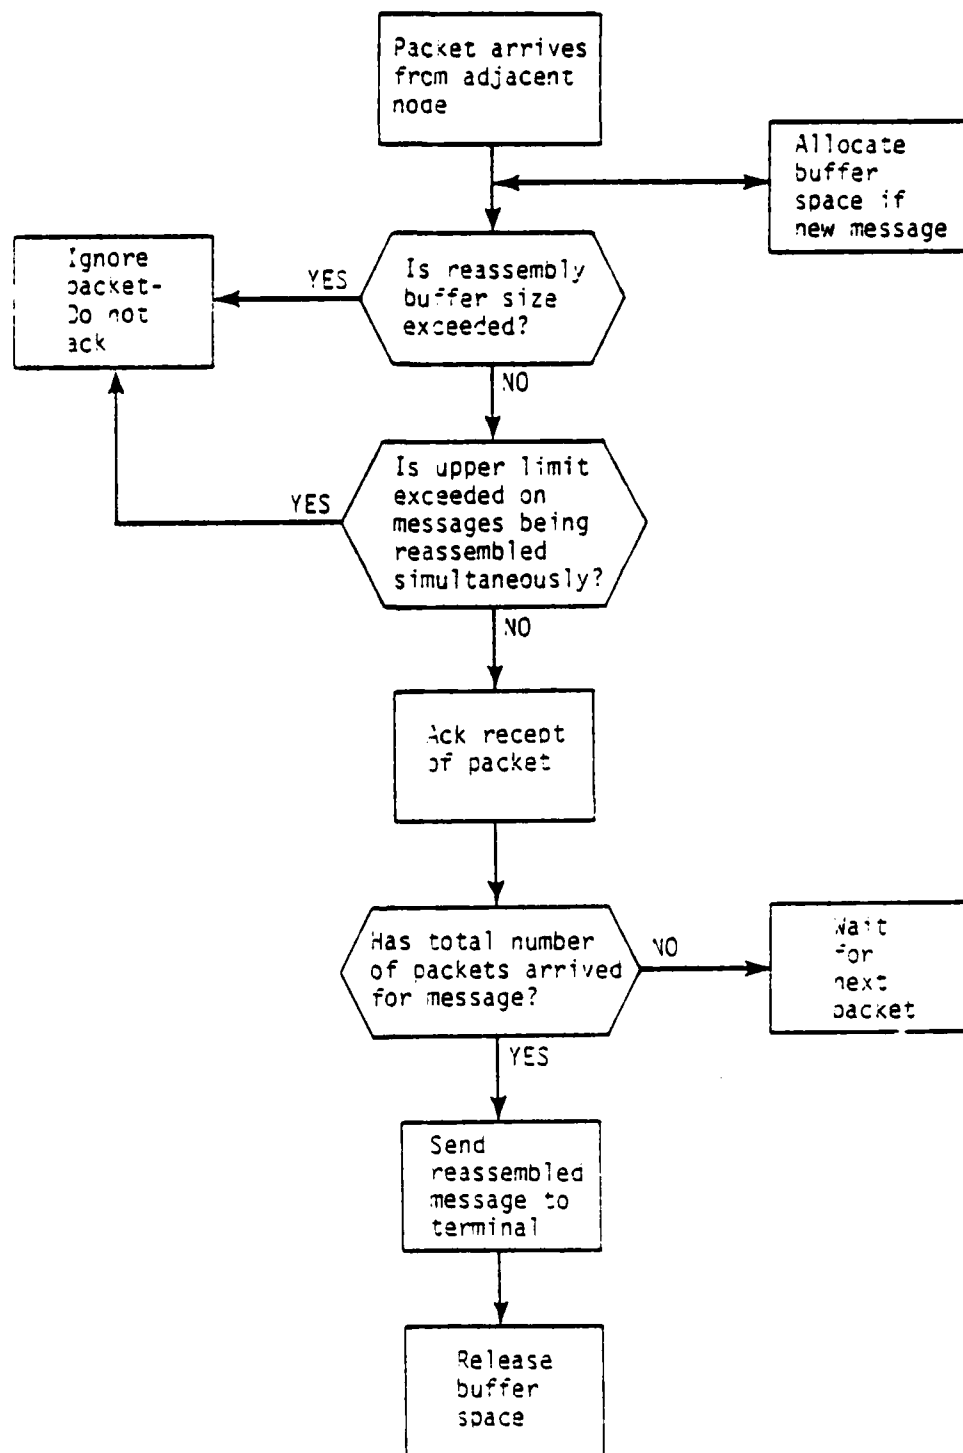 Packet arrives
from adjacent
node
Allocate
buffer
space if
new message
Ignore
packet-
Do not
ack
YES
Is reassembly
buffer size
exceeded?
NO
Is upper limit
exceeded on
messages being
reassembled
simultaneously?
YES
NO
Ack recept
of packet
Has total number
of packets arrived
for message?
NO
Wait
for
next
packet
YES
Send
reassembled
message to
terminal
Release
buffer
space